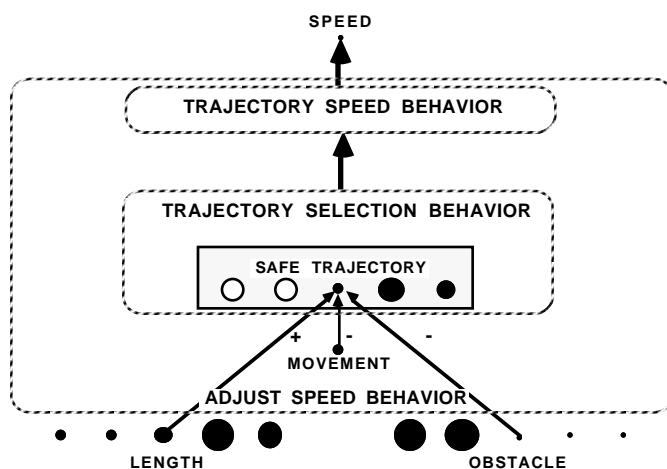 SPEED
TRAJECTORY SPEED BEHAVIOR
TRAJECTORY SELECTION BEHAVIOR
SAFE TRAJECTORY
+ - -
MOVEMENT
ADJUST SPEED BEHAVIOR
LENGTH OBSTACLE